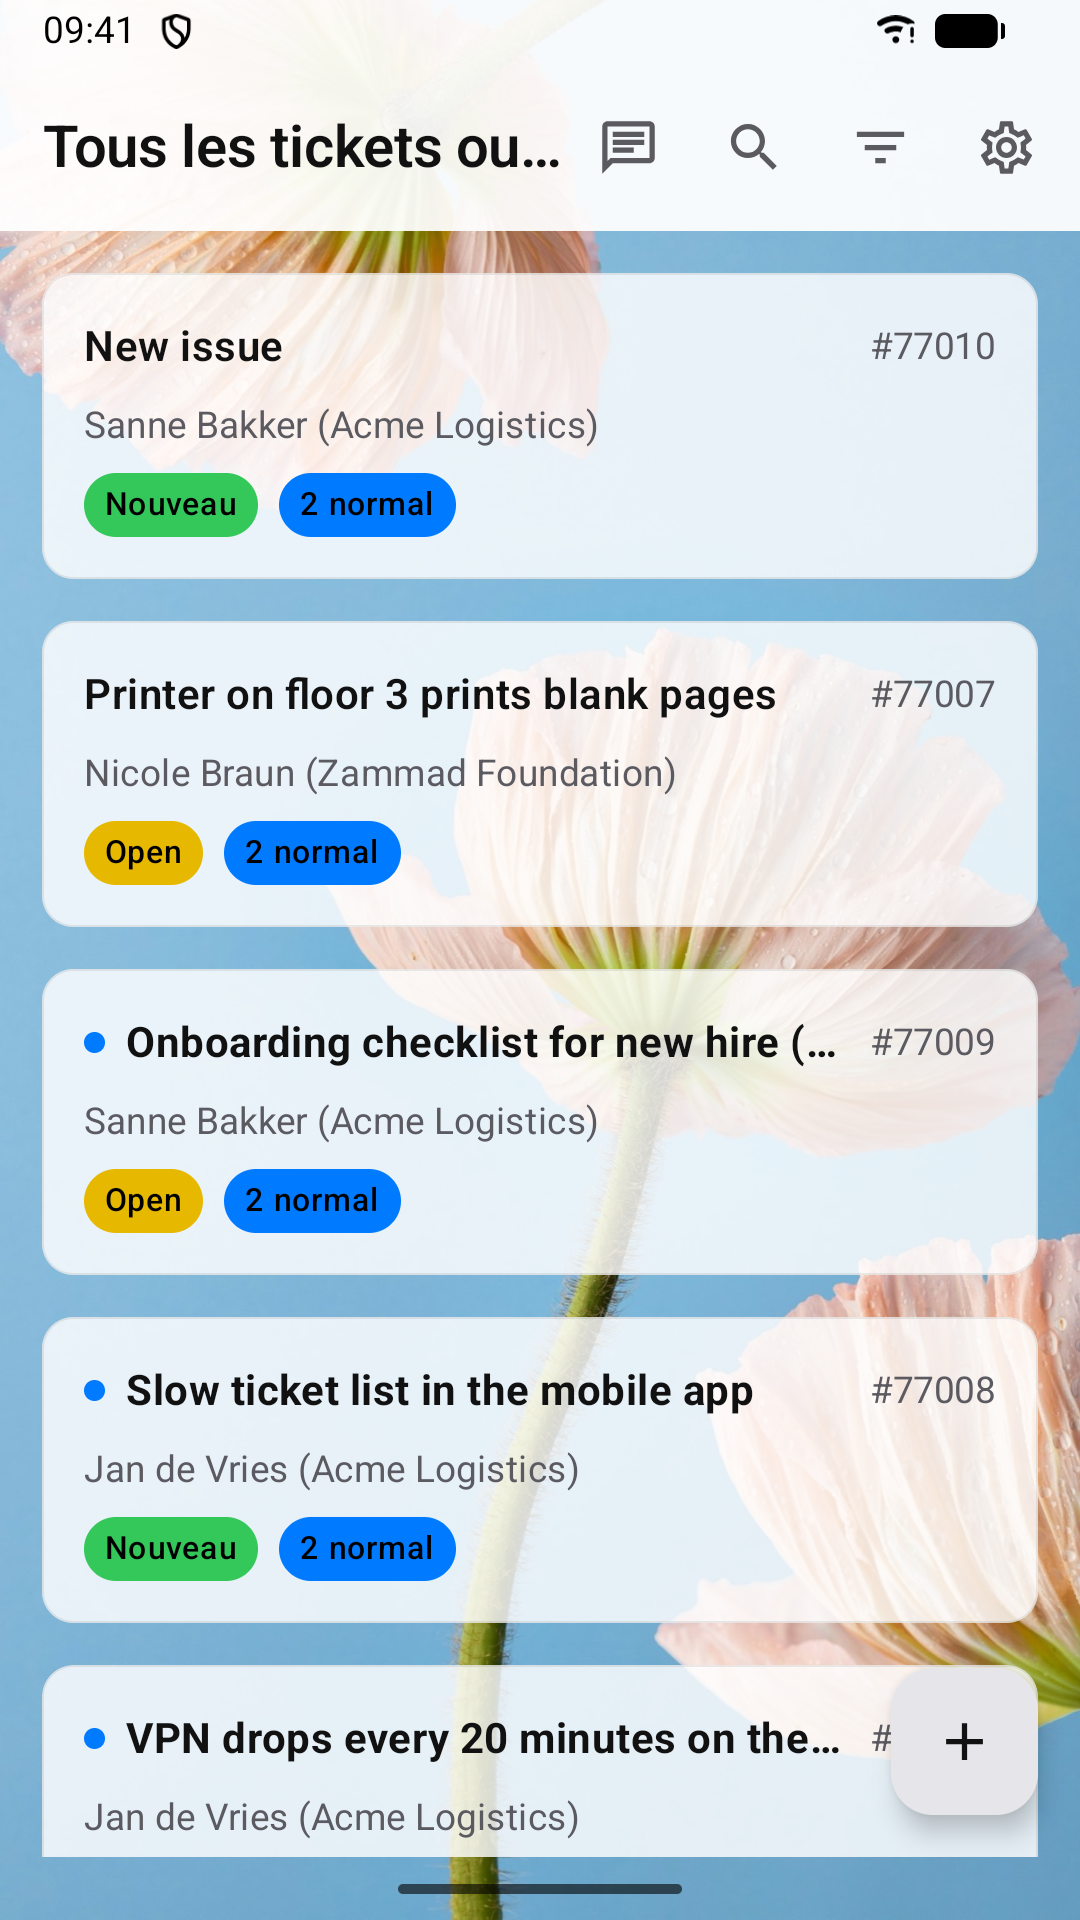 09:41
Tous les tickets ou...
New issue
#77010
Sanne Bakker (Acme Logistics)
Nouveau
2 normal
Printer on floor 3 prints blank pages
#77007
Nicole Braun (Zammad Foundation)
Open
2 normal
Onboarding checklist for new hire (...
#77009
Sanne Bakker (Acme Logistics)
Open
2 normal
Slow ticket list in the mobile app
#77008
Jan de Vries (Acme Logistics)
Nouveau
2 normal
VPN drops every 20 minutes on the...
#
Jan de Vries (Acme Logistics)